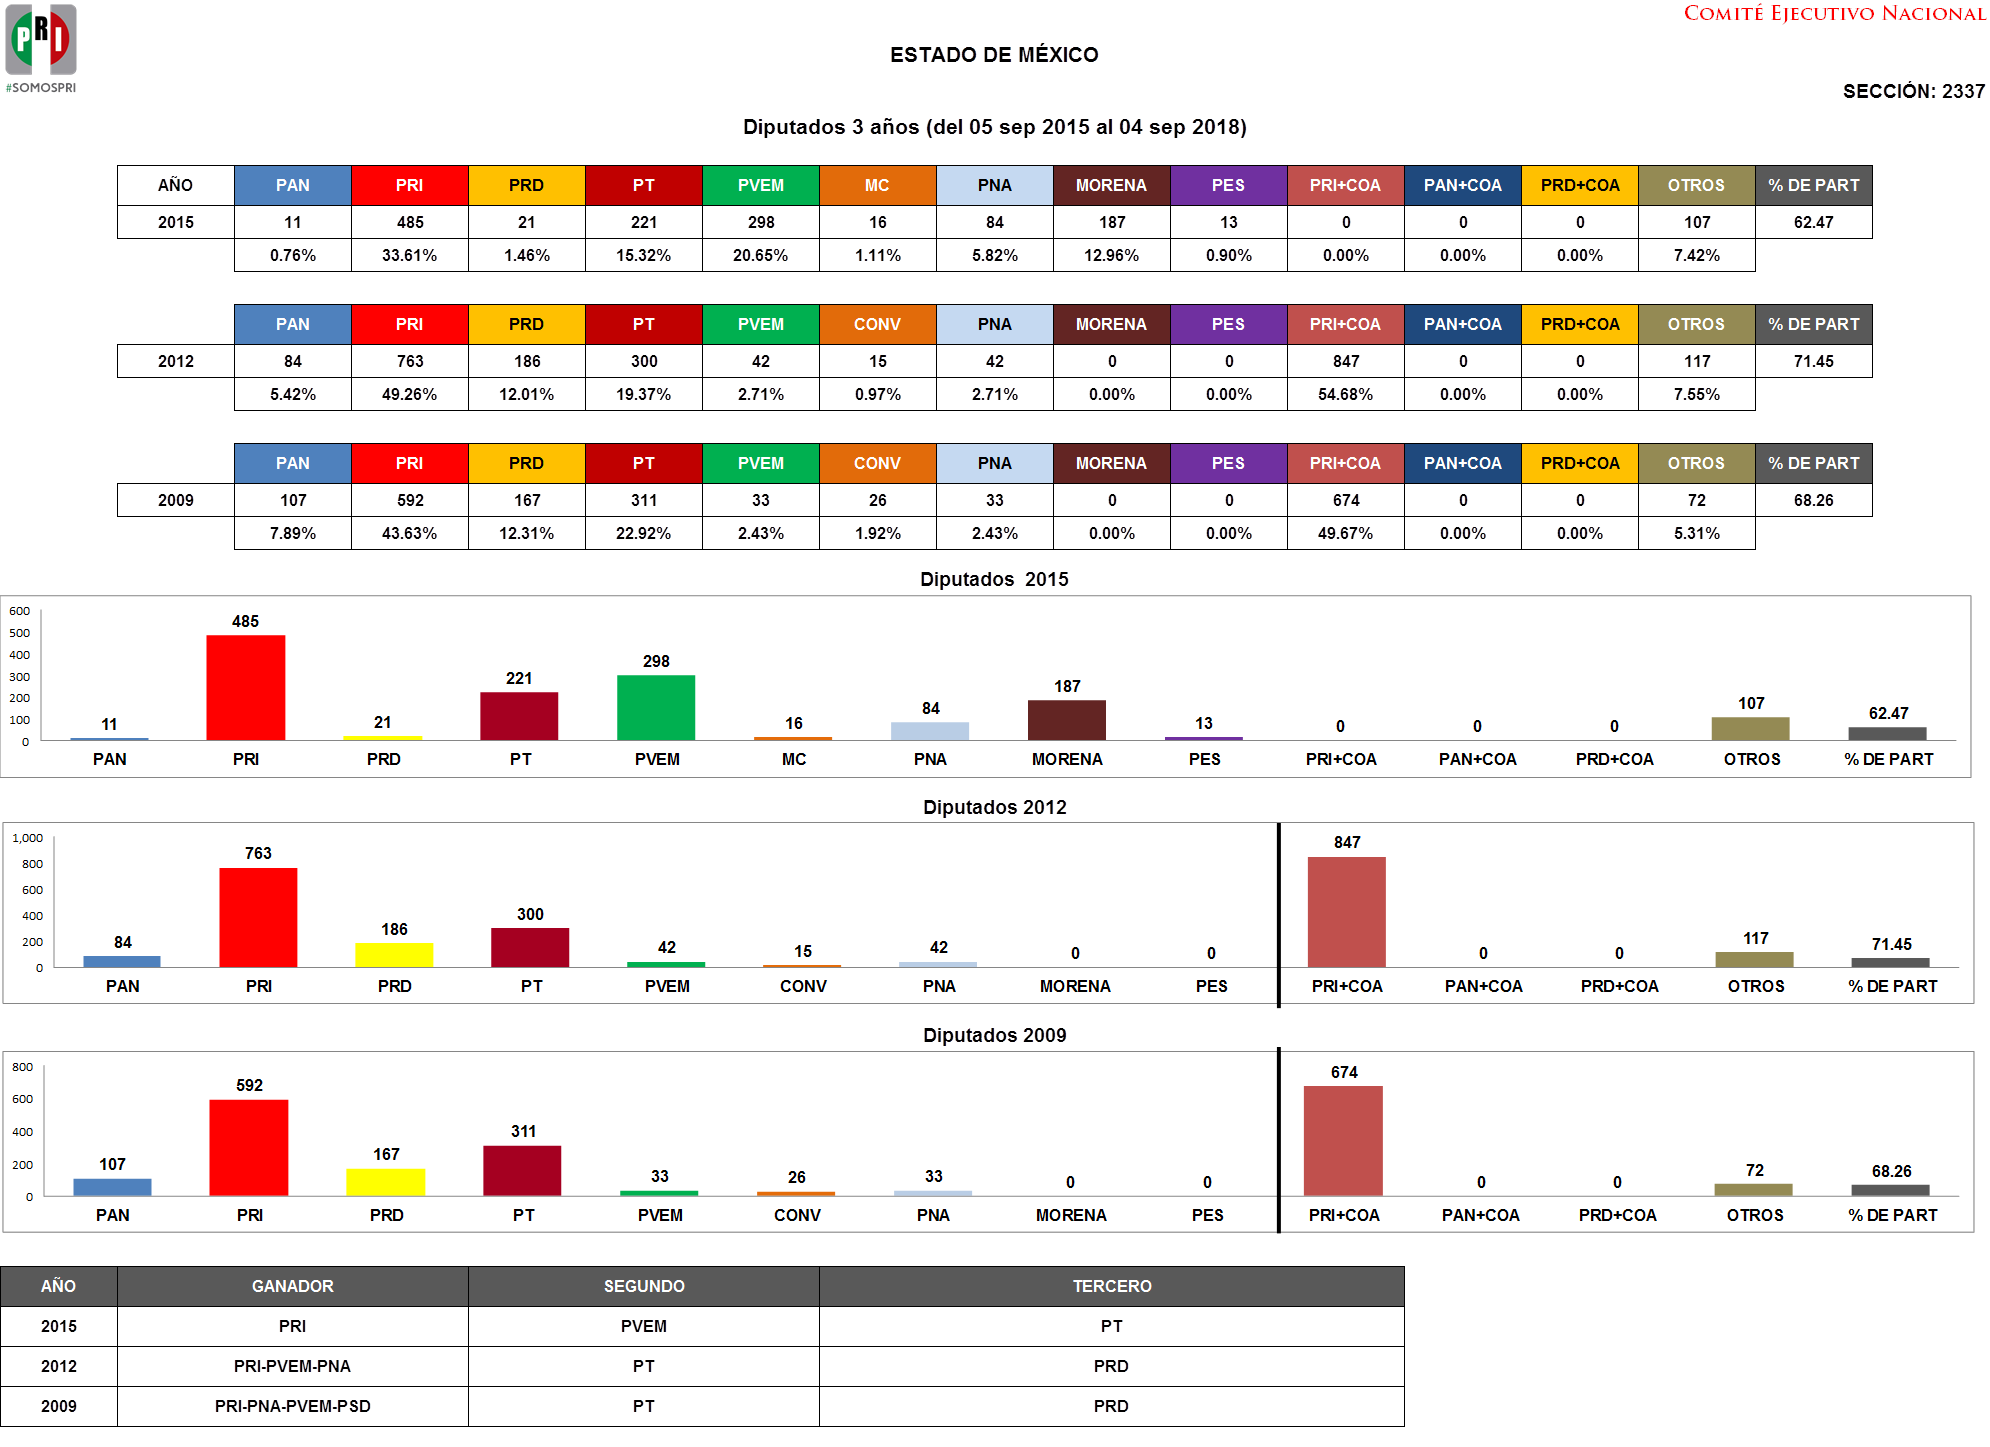 PRI
#SOMOSPRI
COMITÉ EJECUTIVO NACIONAL
ESTADO DE MÉXICO
SECCIÓN: 2337
Diputados 3 años (del 05 sep 2015 al 04 sep 2018)
AÑO PAN PRI PRD PT PVEM MC PNA MORENA PES PRI+COA PAN+COA PRD+COA OTROS % DE PART
2015 11 485 21 221 298 16 84 187 13 0 0 0 107 62.47
0.76% 33.61% 1.46% 15.32% 20.65% 1.11% 5.82% 12.96% 0.90% 0.00% 0.00% 0.00% 7.42%
PAN PRI PRD PT PVEM CONV PNA MORENA PES PRI+COA PAN+COA PRD+COA OTROS % DE PART
2012 84 763 186 300 42 15 42 0 0 847 0 0 117 71.45
5.42% 49.26% 12.01% 19.37% 2.71% 0.97% 2.71% 0.00% 0.00% 54.68% 0.00% 0.00% 7.55%
PAN PRI PRD PT PVEM CONV PNA MORENA PES PRI+COA PAN+COA PRD+COA OTROS % DE PART
2009 107 592 167 311 33 26 33 0 0 674 0 0 72 68.26
7.89% 43.63% 12.31% 22.92% 2.43% 1.92% 2.43% 0.00% 0.00% 49.67% 0.00% 0.00% 5.31%
Diputados 2015
600
500
400
300
200
100
0
11 485 21 221 298 16 84 187 13 0 0 0 107 62.47
PAN PRI PRD PT PVEM MC PNA MORENA PES PRI+COA PAN+COA PRD+COA OTROS % DE PART
Diputados 2012
1,000
800
600
400
200
0
84 763 186 300 42 15 42 0 0 847 0 0 117 71.45
PAN PRI PRD PT PVEM CONV PNA MORENA PES PRI+COA PAN+COA PRD+COA OTROS % DE PART
Diputados 2009
800
600
400
200
0
107 592 167 311 33 26 33 0 0 674 0 0 72 68.26
PAN PRI PRD PT PVEM CONV PNA MORENA PES PRI+COA PAN+COA PRD+COA OTROS % DE PART
AÑO GANADOR SEGUNDO TERCERO
2015 PRI PVEM PT
2012 PRI-PVEM-PNA PT PRD
2009 PRI-PNA-PVEM-PSD PT PRD